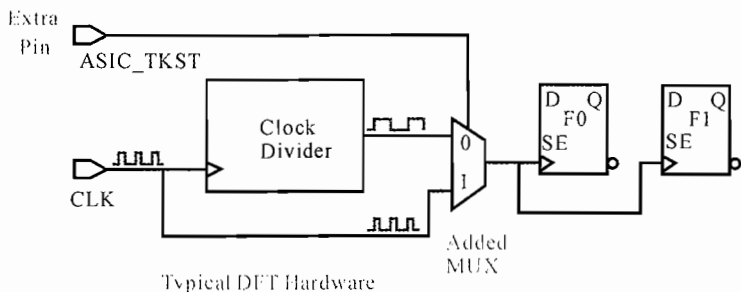 Extra
Pin
ASIC_TKST
Clock
Divider
CLK
0
1
D Q
F0
SE
D Q
F1
SE
Added
MUX
Typical DFT Hardware